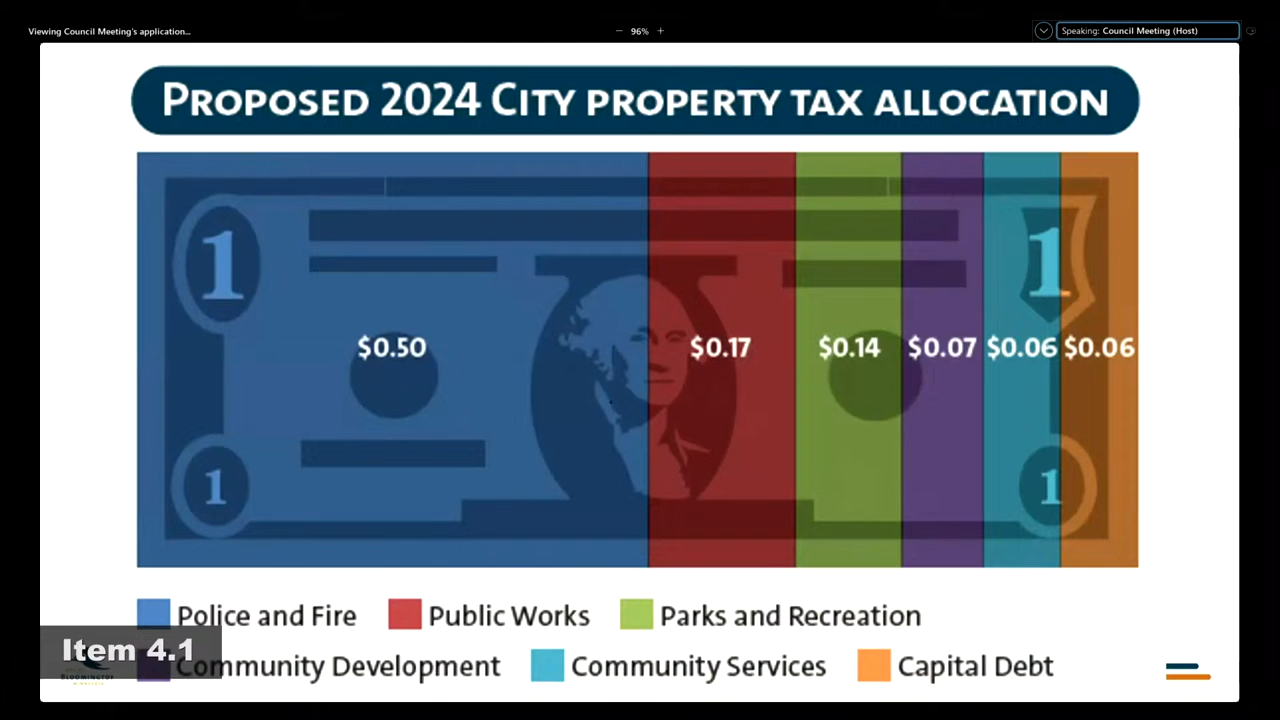 Viewing Council Meeting's application...
− 96% +
Speaking: Council Meeting (Host)
PROPOSED 2024 CITY PROPERTY TAX ALLOCATION
1 1
$0.50 $0.17 $0.14 $0.07 $0.06 $0.06
1 1
Police and Fire Public Works Parks and Recreation
Item 4.1
Community Development Community Services Capital Debt
BLOOMINGTON